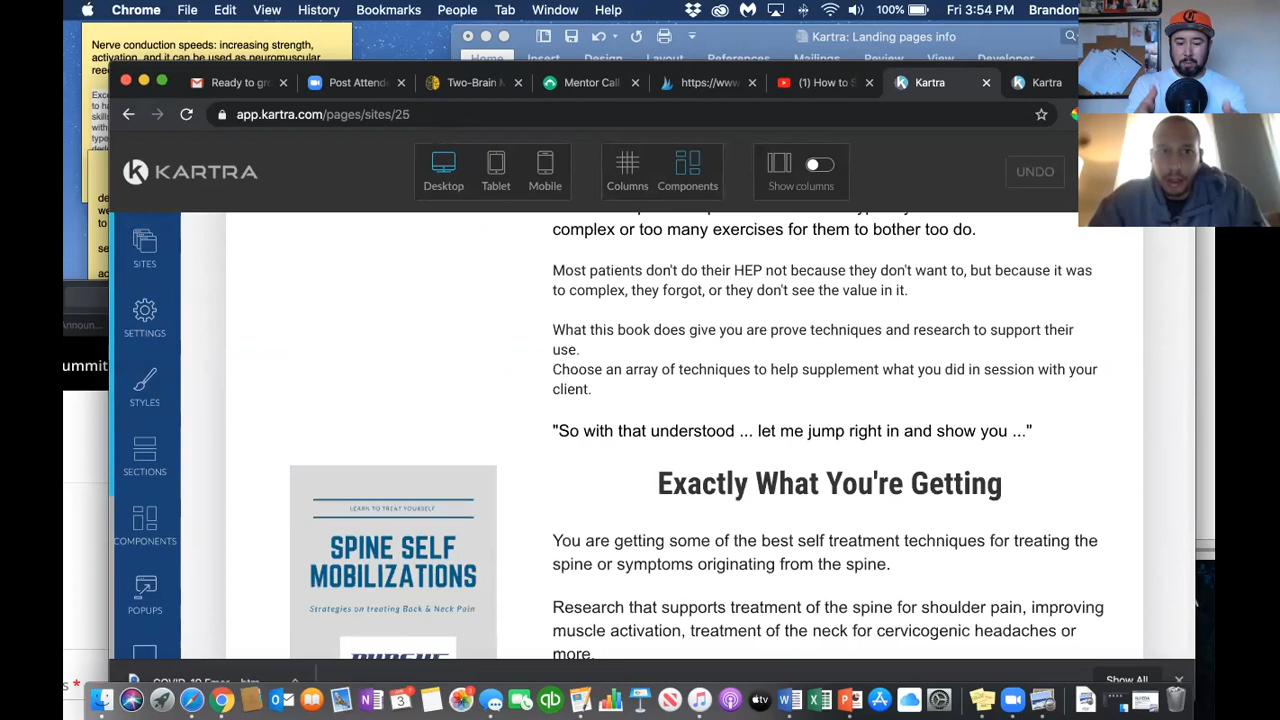 Chrome File Edit View History Bookmarks People Tab Window Help 100% Fri 3:54 PM Brandon
Nerve conduction speeds: increasing strength,
activation, and it can be used as neuromuscular
Kartra: Landing pages info
Ready to gr Post Attende Two-Brain Mentor Call https://www (1) How to S Kartra Kartra
app.kartra.com/pages/sites/25
KARTRA
Desktop Tablet Mobile Columns Components Show columns UNDO
SITES
SETTINGS
STYLES
SECTIONS
COMPONENTS
POPUPS
Announ...
ummit
complex or too many exercises for them to bother too do.
Most patients don't do their HEP not because they don't want to, but because it was
to complex, they forgot, or they don't see the value in it.
What this book does give you are prove techniques and research to support their
use.
Choose an array of techniques to help supplement what you did in session with your
client.
"So with that understood ... let me jump right in and show you ..."
Exactly What You're Getting
LEARN TO TREAT YOURSELF
SPINE SELF
MOBILIZATIONS
Strategies on treating Back & Neck Pain
You are getting some of the best self treatment techniques for treating the
spine or symptoms originating from the spine.
Research that supports treatment of the spine for shoulder pain, improving
muscle activation, treatment of the neck for cervicogenic headaches or
more.
Show All